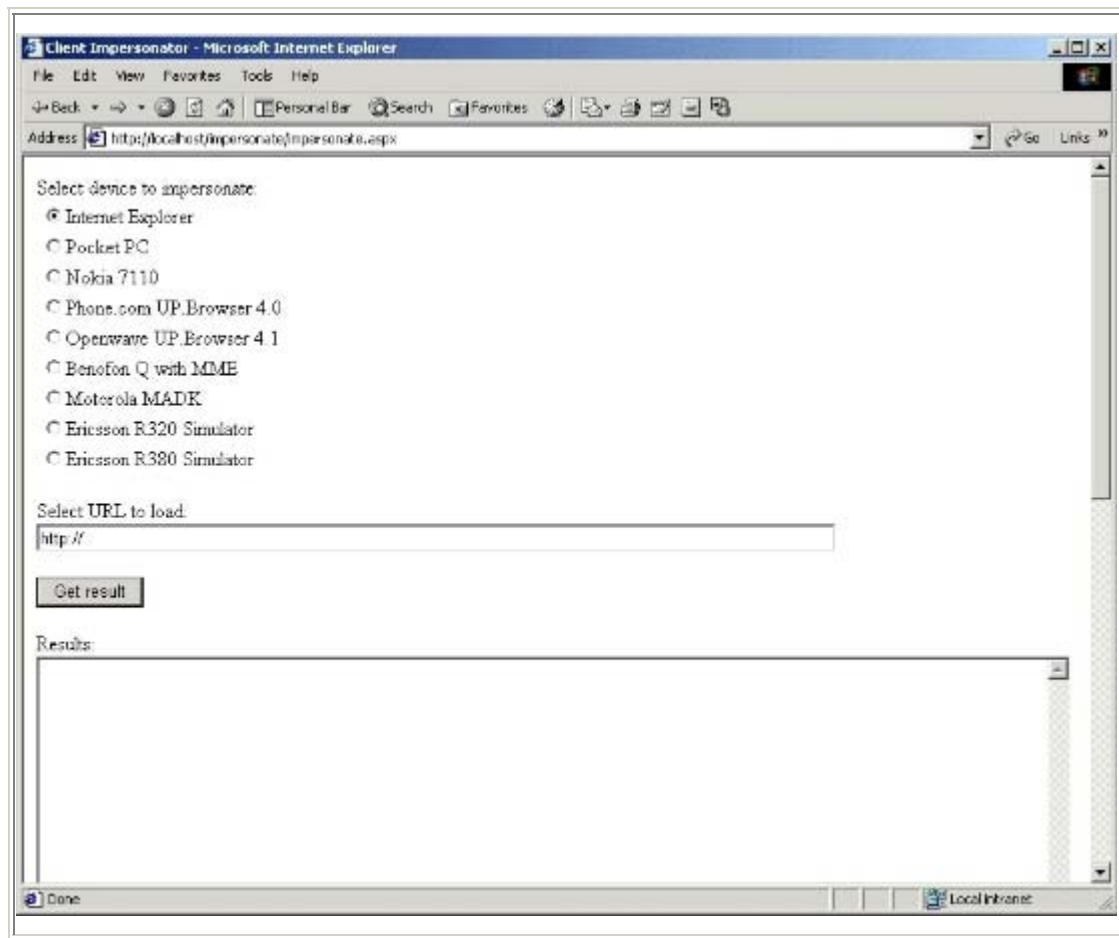 Client Impersonator - Microsoft Internet Explorer
File Edit View Favorites Tools Help
Back Personal Bar Search Favorites
Address http://localhost/impersonate/impersonate.aspx Go Links »
Select device to impersonate:
Internet Explorer
Pocket PC
Nokia 7110
Phone.com UP.Browser 4.0
Openwave UP.Browser 4.1
Benefon Q with MME
Motorola MADK
Ericsson R320 Simulator
Ericsson R380 Simulator
Select URL to load:
http://
Get result
Results:
Done Local intranet